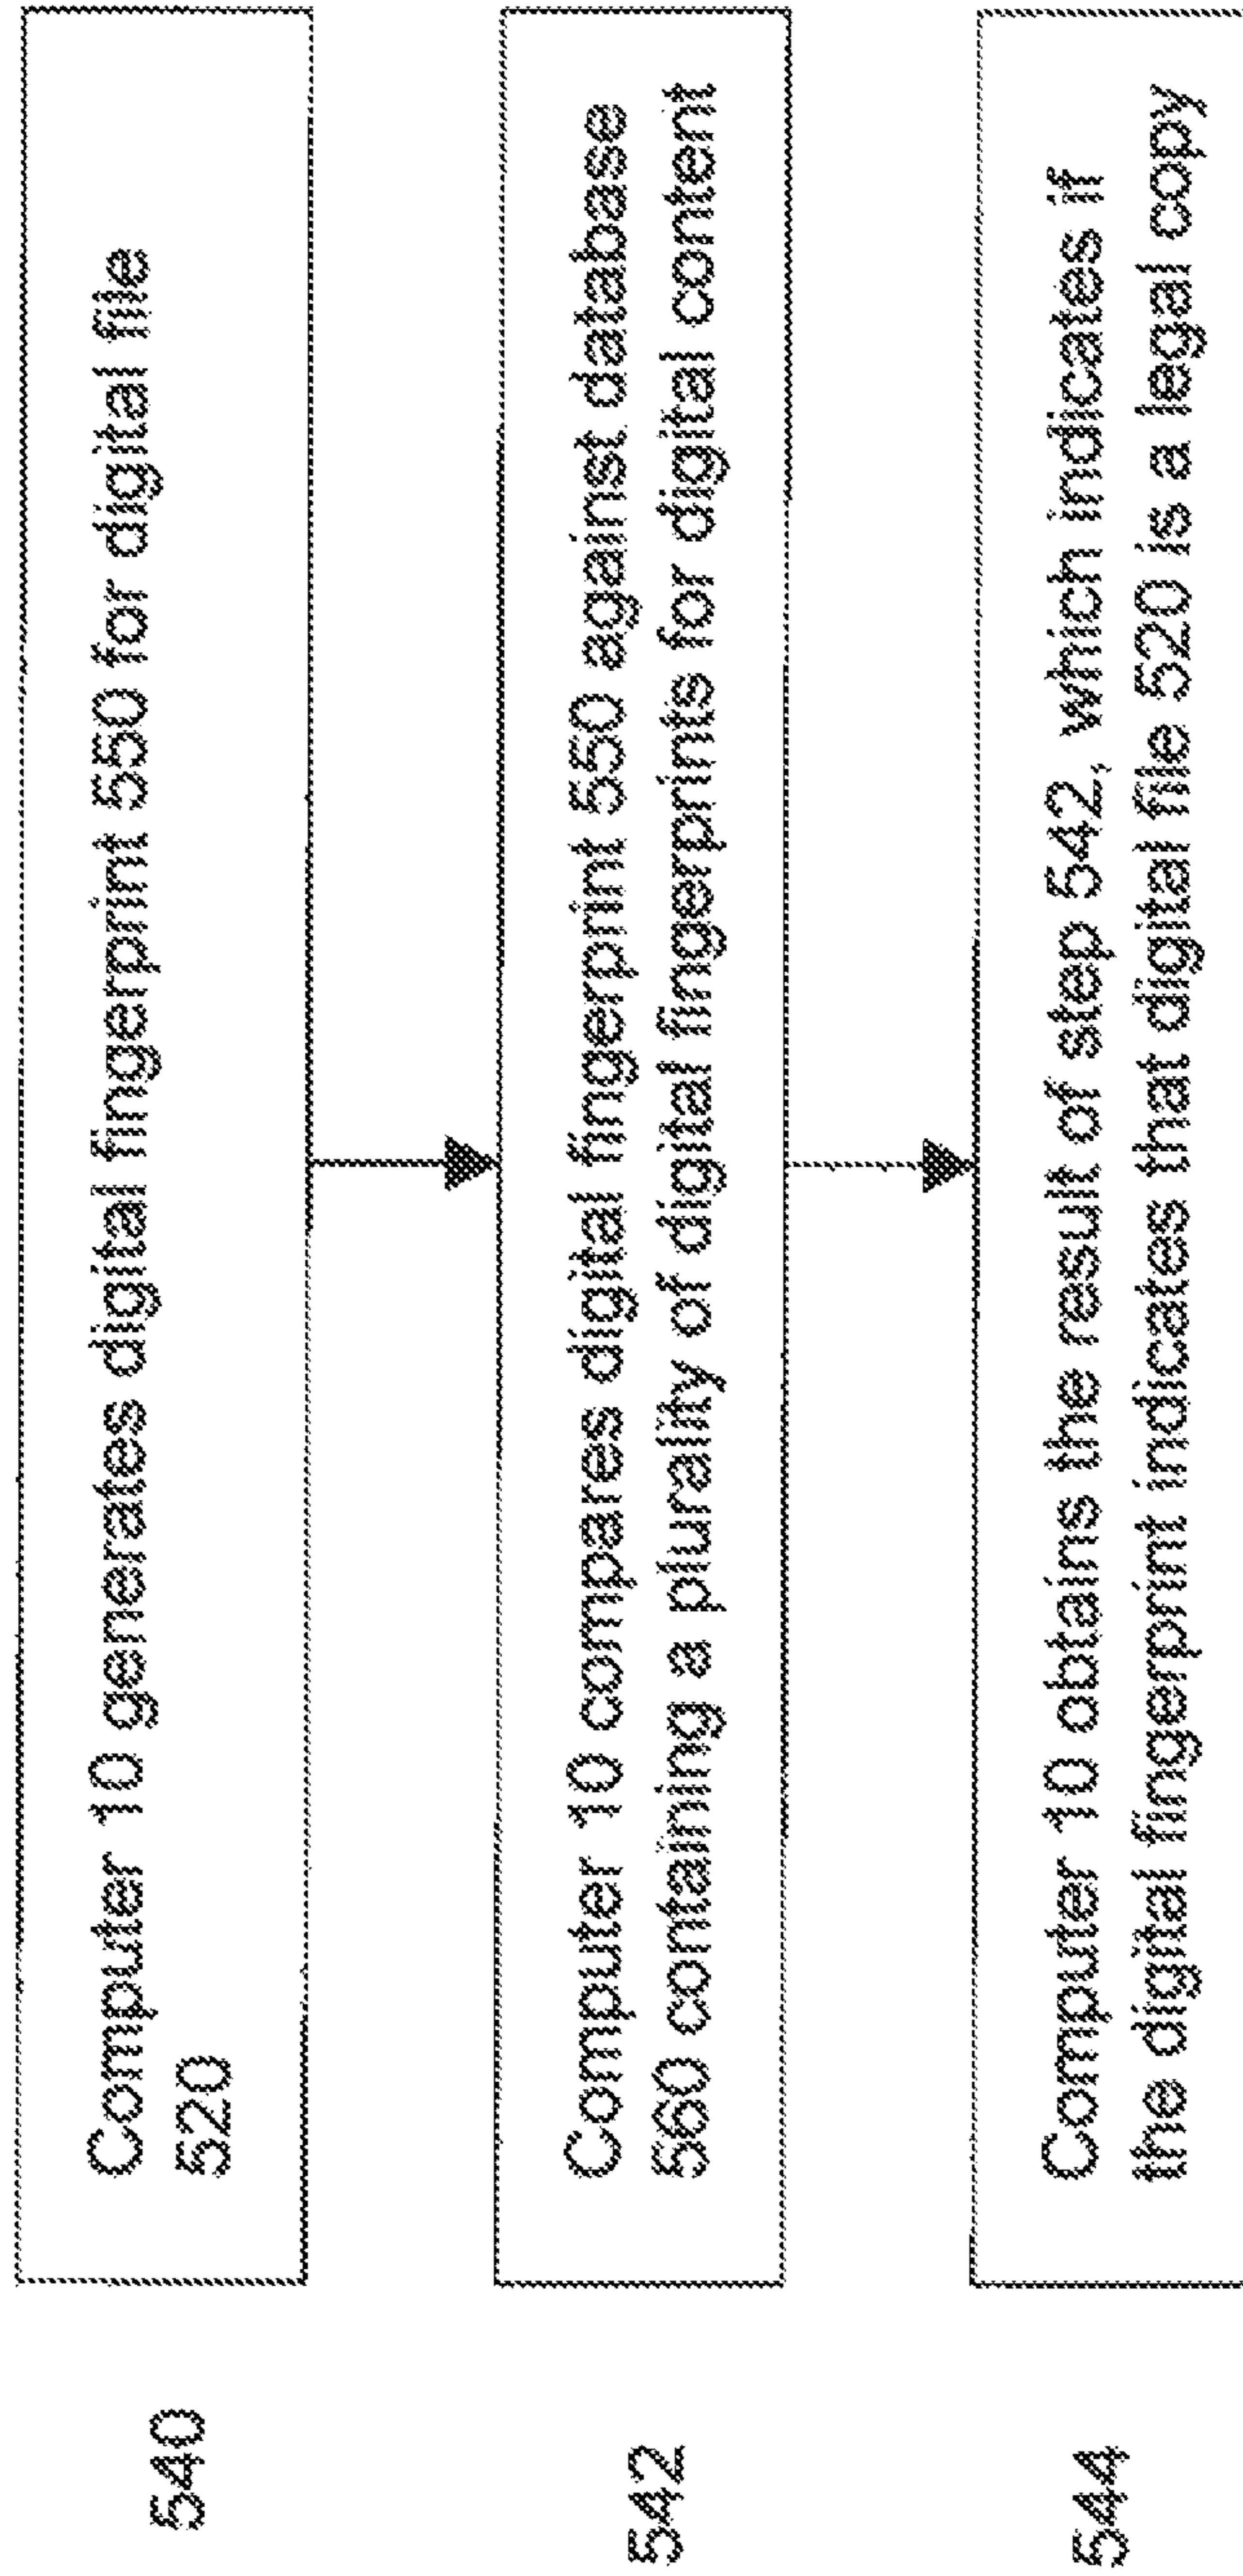 540
Computer 10 generates digital fingerprint 550 for digital file
520
542
Computer 10 compares digital fingerprint 550 against database
560 containing a plurality of digital fingerprints for digital content
544
Computer 10 obtains the result of step 542, which indicates if
the digital fingerprint indicates that digital file 520 is a legal copy